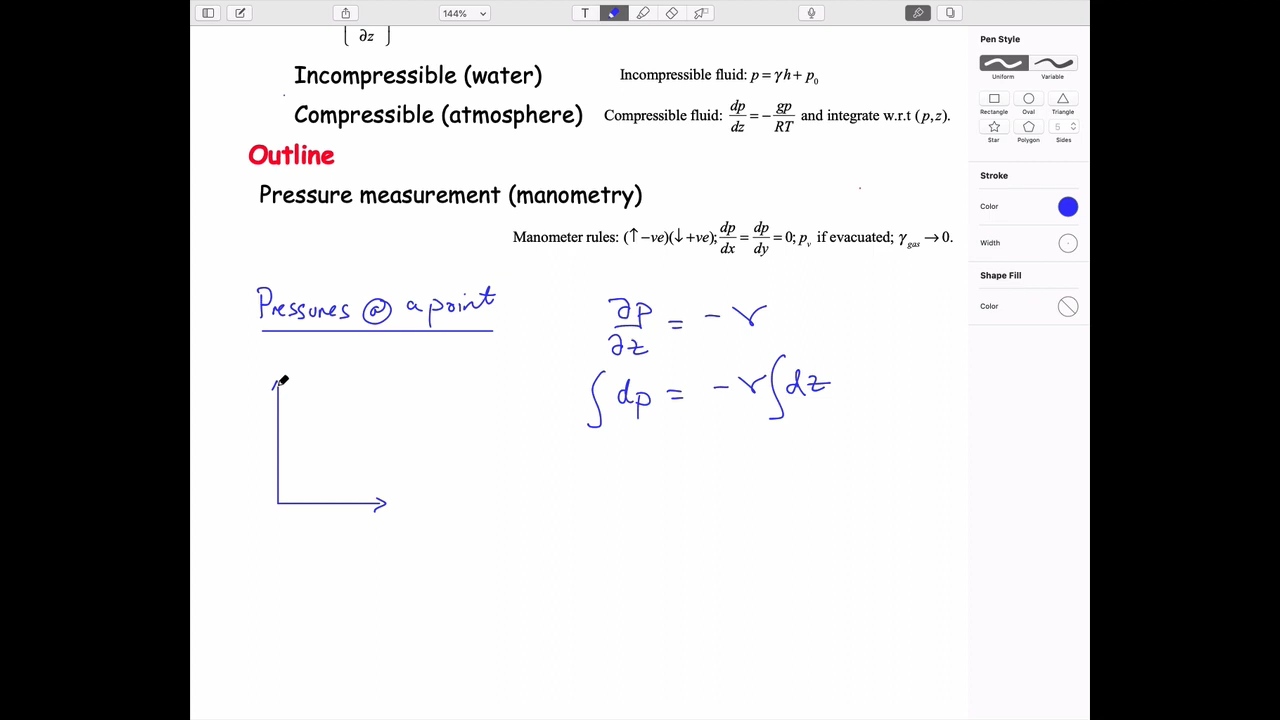 144%
T
∂z
Incompressible (water)
Incompressible fluid: p = γh + p₀
Compressible (atmosphere)
Compressible fluid: dp/dz = − gp/RT and integrate w.r.t (p,z).
Outline
Pressure measurement (manometry)
Manometer rules: (↑−ve)(↓+ve); dp/dx = dp/dy = 0; pᵥ if evacuated; γ_gas → 0.
Pressures @ a point
∂p/∂z = − γ
∫ dp = − γ ∫ dz
Pen Style
Uniform
Variable
Rectangle
Oval
Triangle
Star
Polygon
5
Sides
Stroke
Color
Width
Shape Fill
Color